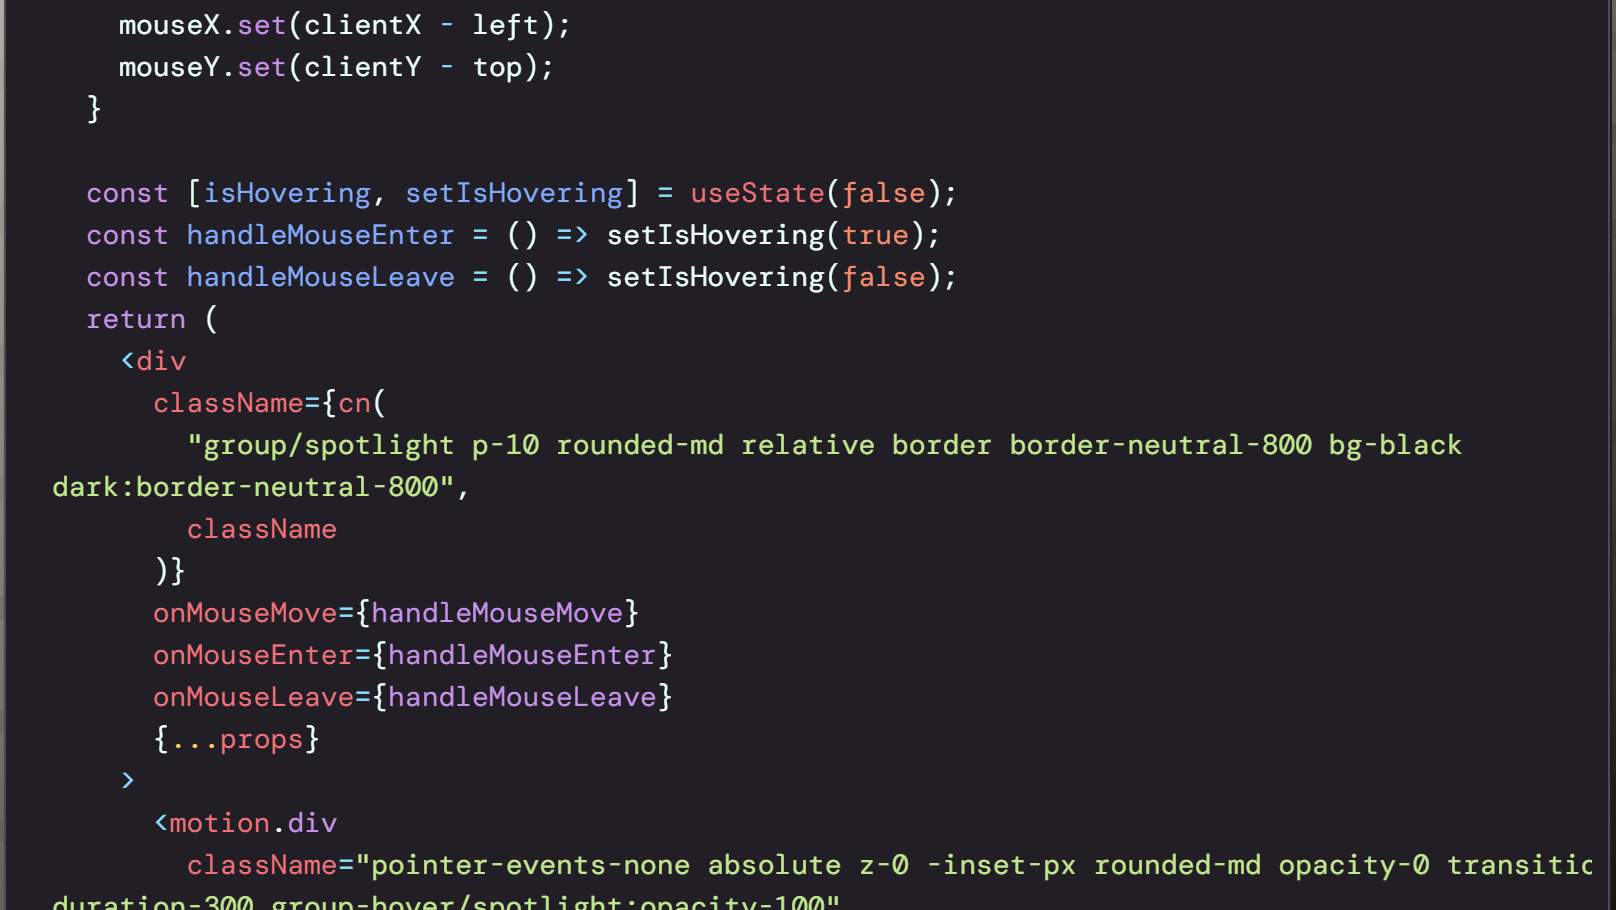 mouseX.set(clientX - left);
mouseY.set(clientY - top);
}
const [isHovering, setIsHovering] = useState(false);
const handleMouseEnter = () => setIsHovering(true);
const handleMouseLeave = () => setIsHovering(false);
return (
<div
className={cn(
"group/spotlight p-10 rounded-md relative border border-neutral-800 bg-black
dark:border-neutral-800",
className
)}
onMouseMove={handleMouseMove}
onMouseEnter={handleMouseEnter}
onMouseLeave={handleMouseLeave}
{...props}
>
<motion.div
className="pointer-events-none absolute z-0 -inset-px rounded-md opacity-0 transitio
duration-300 group-hover/spotlight:opacity-100"